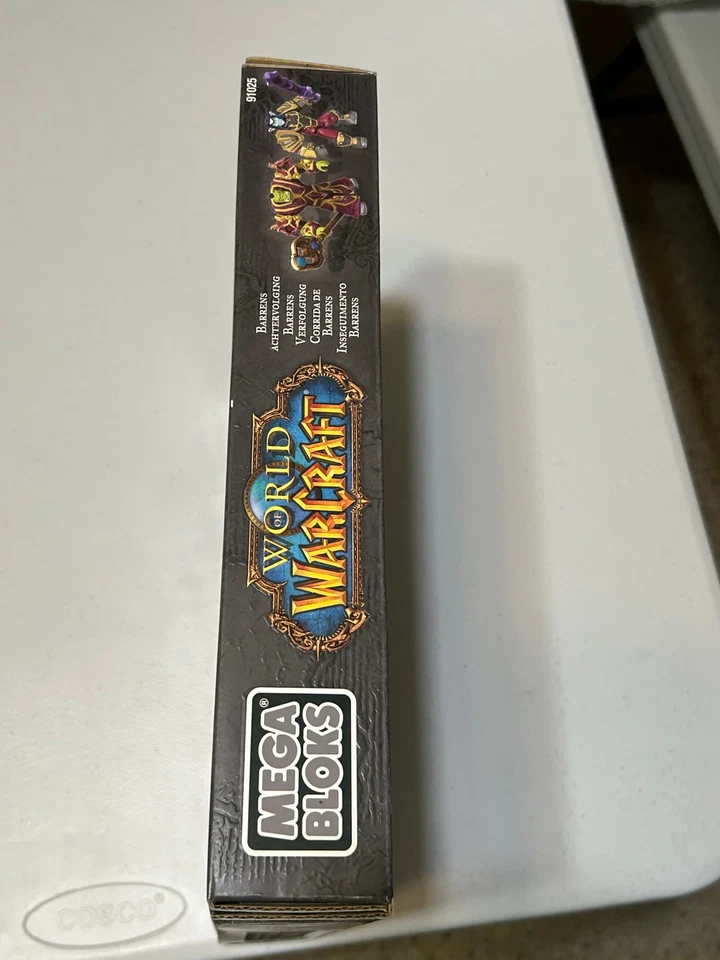 MEGA
BLOKS®
WORLD
OF
WARCRAFT
BARRENS
ACHTERVOLGING
BARRENS
VERFOLGUNG
CORRIDA DE
BARRENS
INSEGUIMENTO
BARRENS
91025
COSCO®